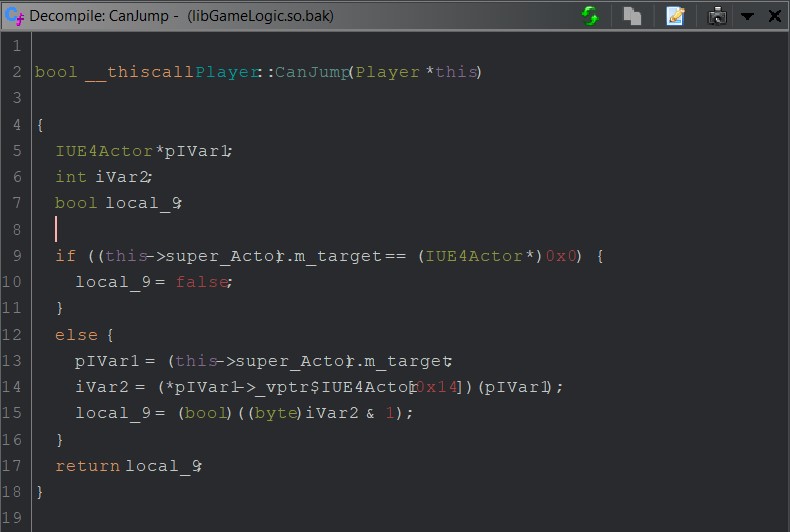 Decompile: CanJump - (libGameLogic.so.bak)
1
2 bool __thiscall Player::CanJump(Player *this)
3
4 {
5 IUE4Actor *pIVar1;
6 int iVar2;
7 bool local_9;
8
9 if ((this->super_Actor).m_target == (IUE4Actor *)0x0) {
10 local_9 = false;
11 }
12 else {
13 pIVar1 = (this->super_Actor).m_target;
14 iVar2 = (*pIVar1->_vptr$IUE4Actor[0x14])(pIVar1);
15 local_9 = (bool)((byte)iVar2 & 1);
16 }
17 return local_9;
18 }
19